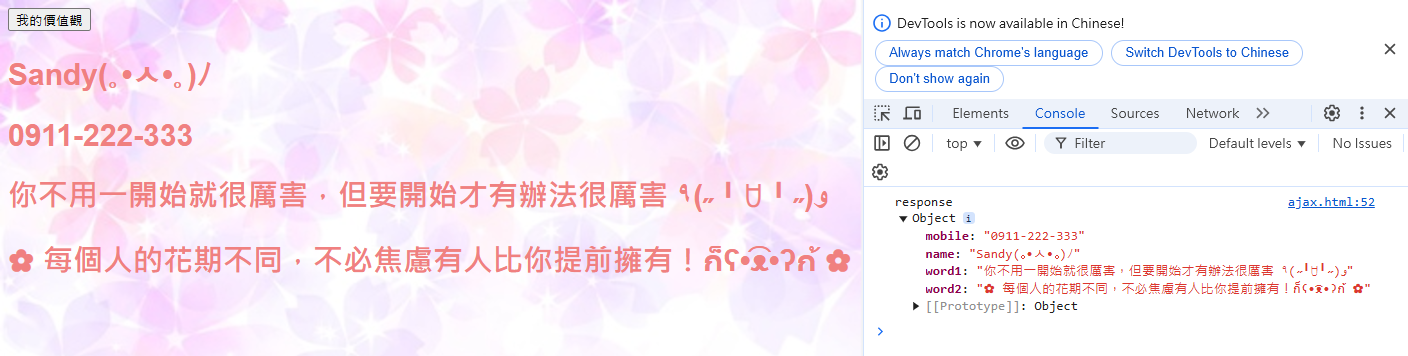 我的價值觀
Sandy(｡•ㅅ•｡)ﾉ
0911-222-333
你不用一開始就很厲害，但要開始才有辦法很厲害 ٩(˶╹ꇴ╹˶)و
✿ 每個人的花期不同，不必焦慮有人比你提前擁有！ก็ʕ•͡ᴥ•ʔก้ ✿
DevTools is now available in Chinese!
Always match Chrome's language
Switch DevTools to Chinese
Don't show again
Elements
Console
Sources
Network
top
Filter
Default levels
No Issues
response
ajax.html:52
Object
mobile: "0911-222-333"
name: "Sandy(｡•ㅅ•｡)ﾉ"
word1: "你不用一開始就很厲害，但要開始才有辦法很厲害 ٩(˶╹ꇴ╹˶)و"
word2: "✿ 每個人的花期不同，不必焦慮有人比你提前擁有！ก็ʕ•͡ᴥ•ʔก้ ✿"
[[Prototype]]: Object